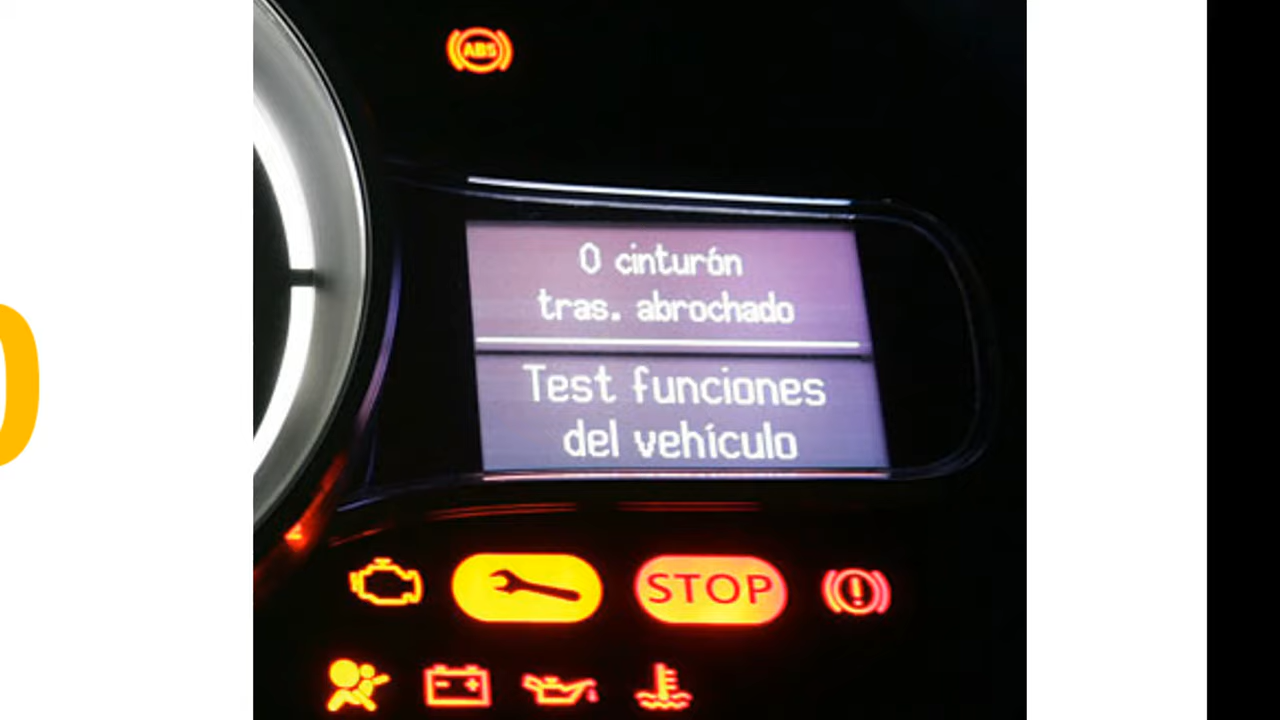 ABS
0 cinturón
tras. abrochado
Test funciones
del vehículo
STOP